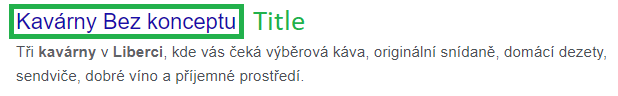 Kavárny Bez konceptu Title
Tři kavárny v Liberci, kde vás čeká výběrová káva, originální snídaně, domácí dezety,
sendviče, dobré víno a příjemné prostředí.